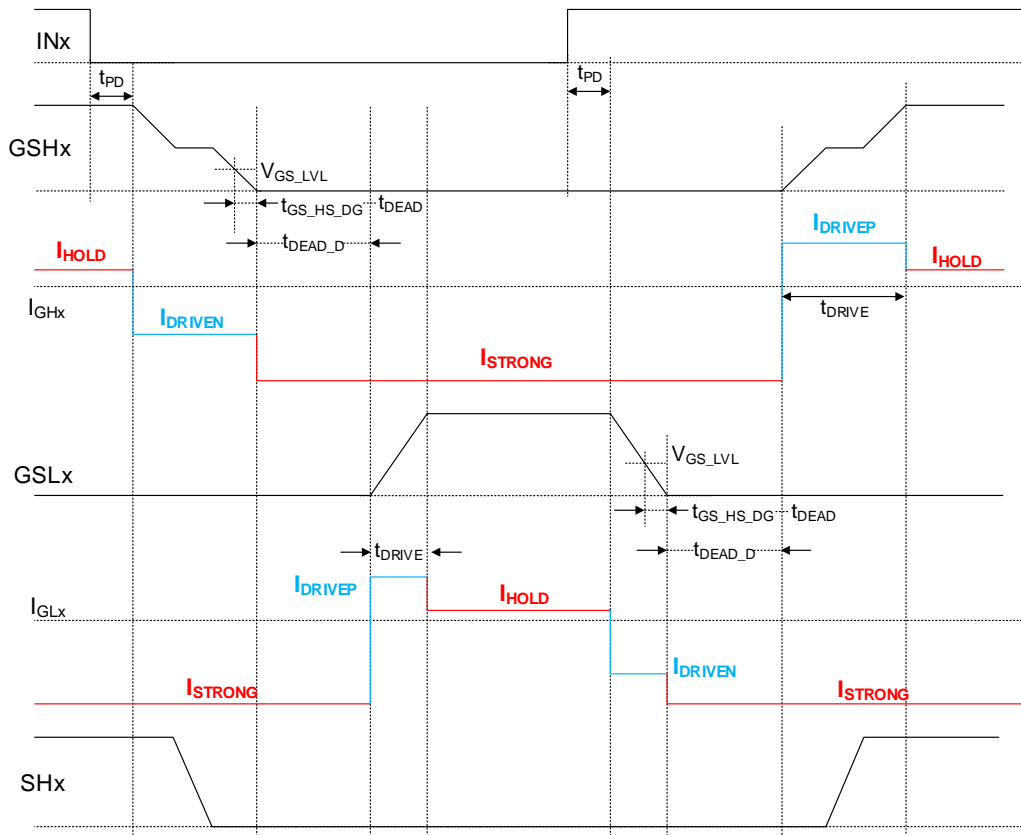 INx
tPD
tPD
GSHx
VGS_LVL
tGS_HS_DG
tDEAD
tDEAD_D
IDRIVEP
IHOLD
IHOLD
IGHx
IDRIVEN
tDRIVE
ISTRONG
VGS_LVL
GSLx
tGS_HS_DG
tDEAD
tDRIVE
tDEAD_D
IDRIVEP
IHOLD
IGLx
IDRIVEN
ISTRONG
ISTRONG
SHx